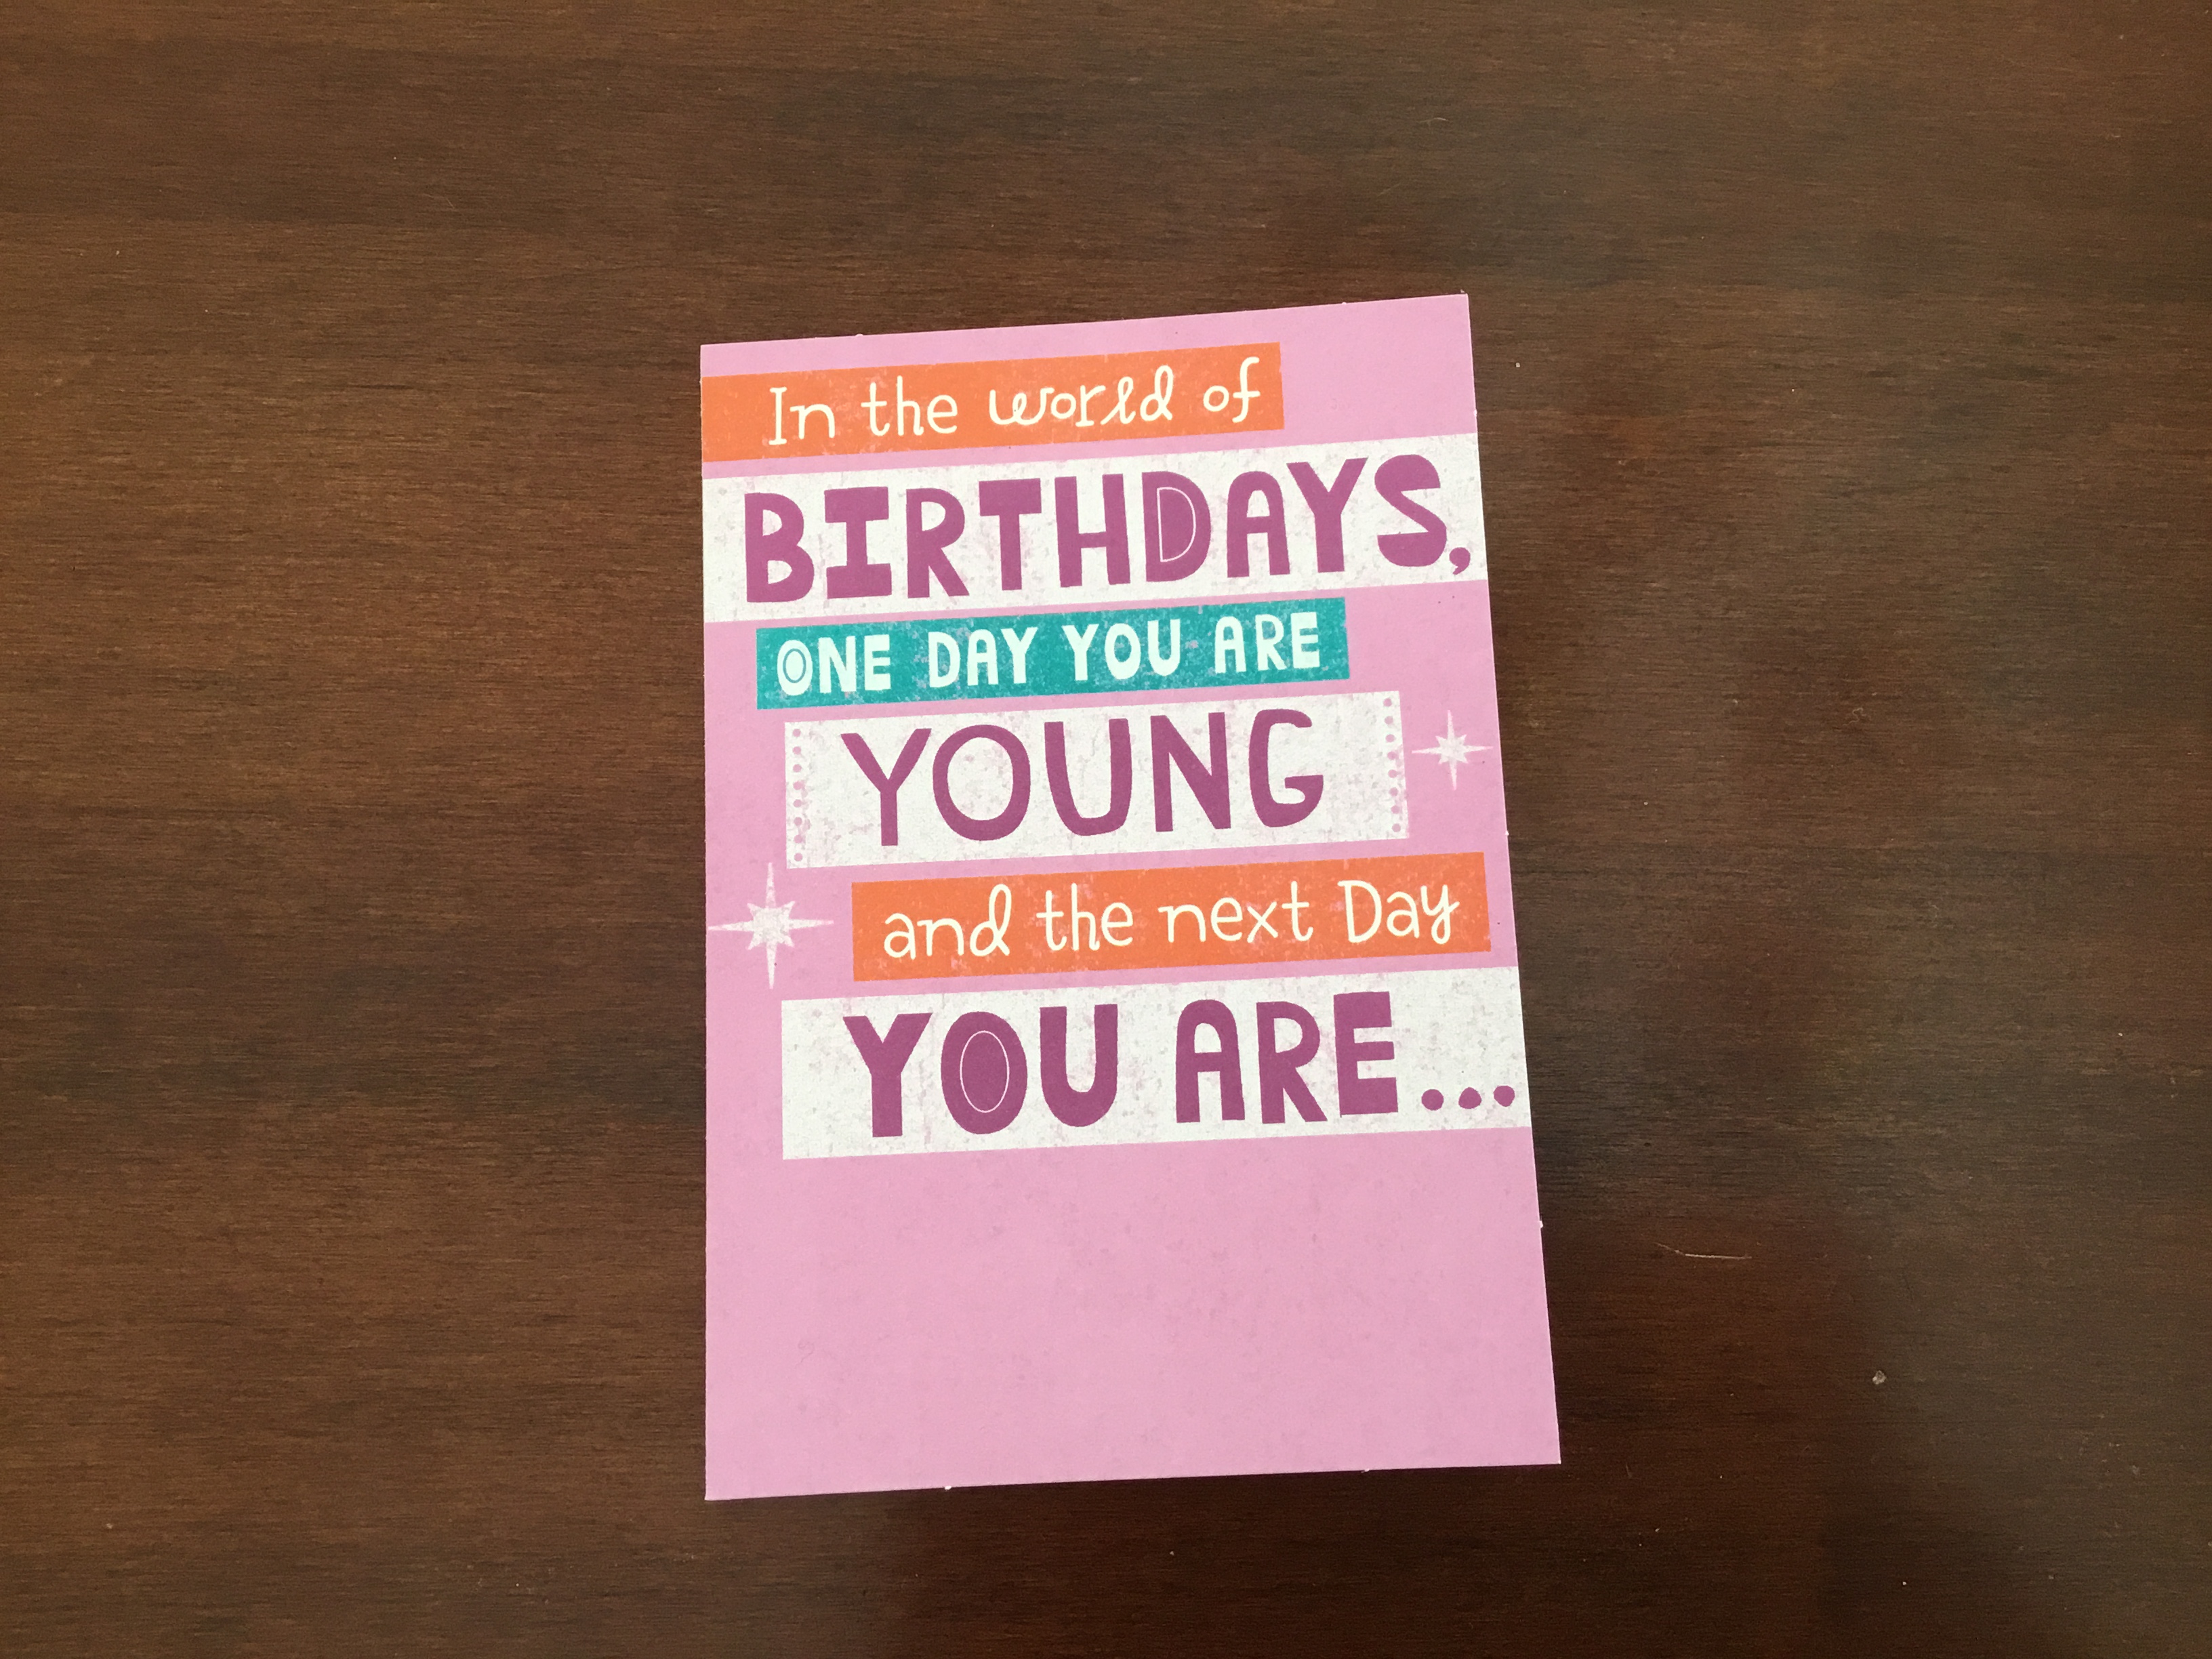 In the world of
BIRTHDAYS,
ONE DAY YOU ARE
YOUNG
and the next Day
YOU ARE...